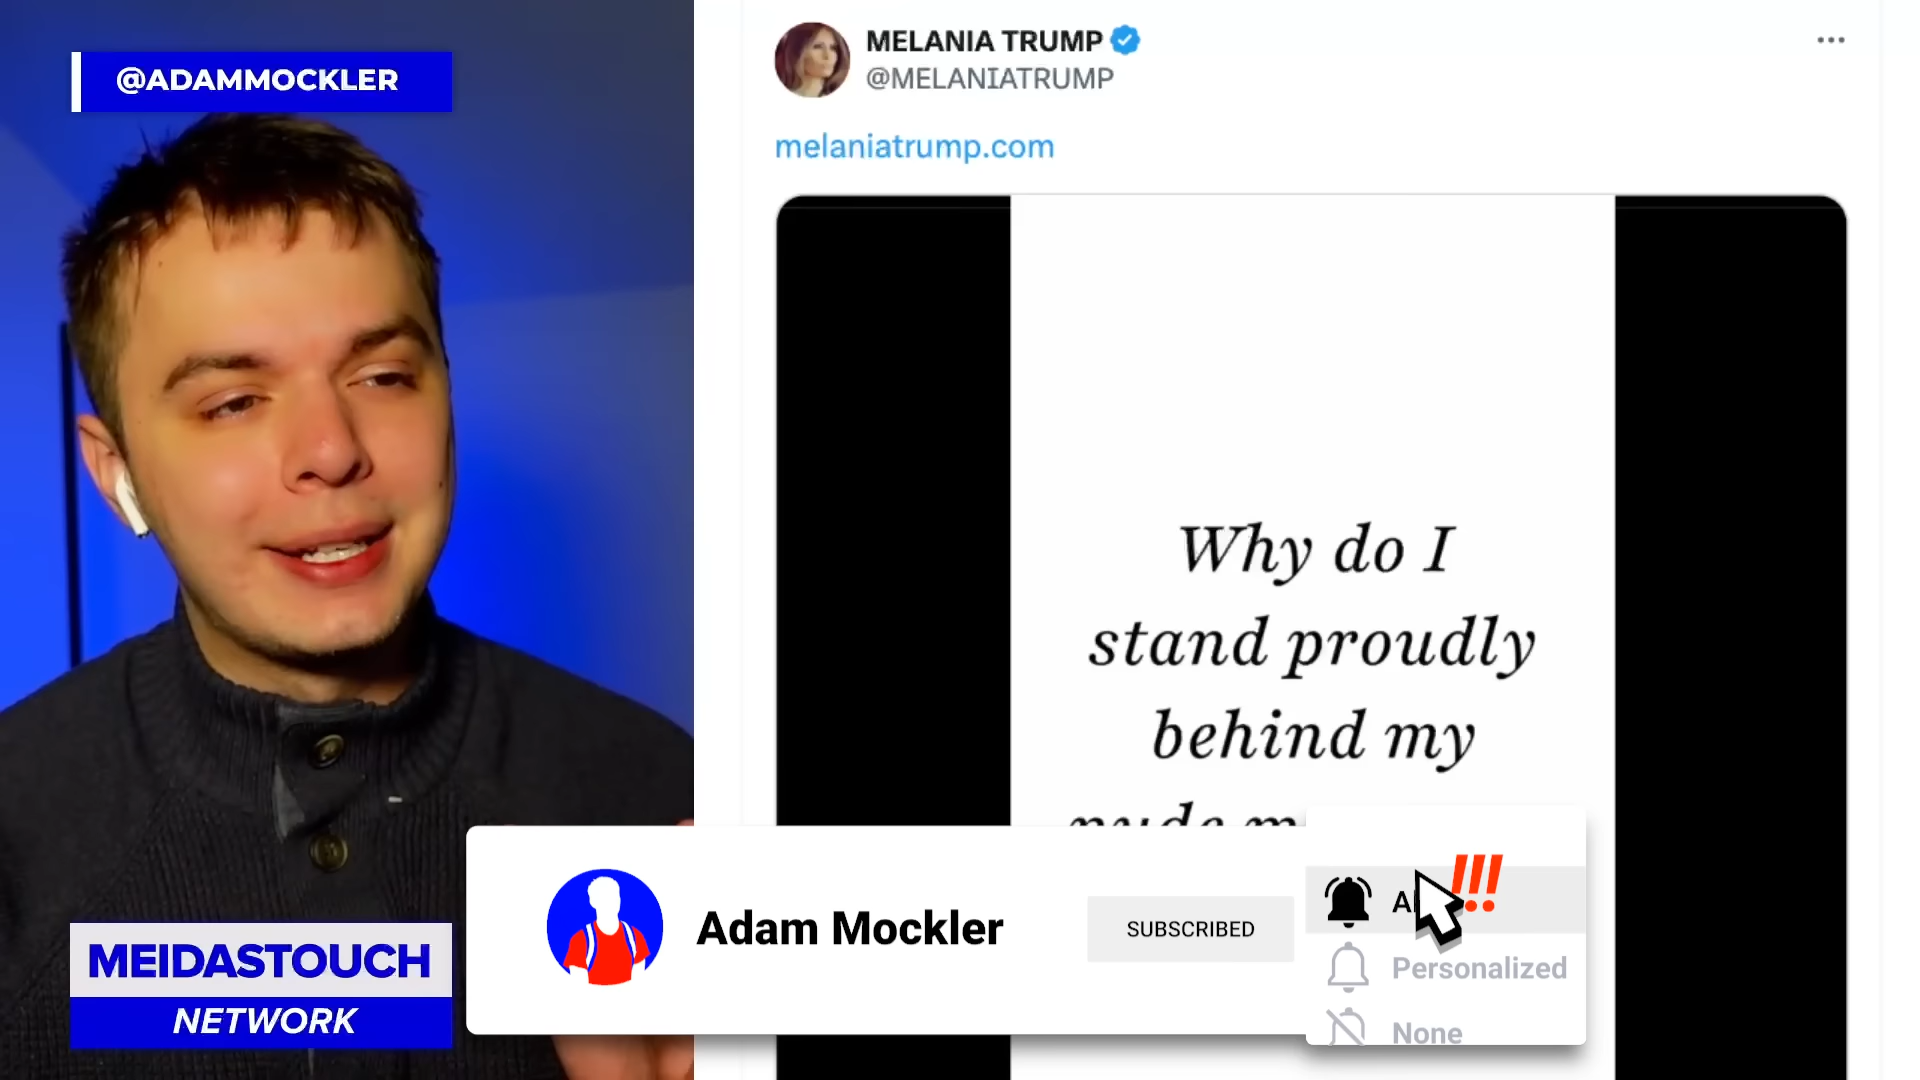 @ADAMMOCKLER
MELANIA TRUMP
@MELANIATRUMP
melaniatrump.com
Why do I
stand proudly
behind my
Adam Mockler
SUBSCRIBED
!!!
Personalized
None
MEIDASTOUCH
NETWORK